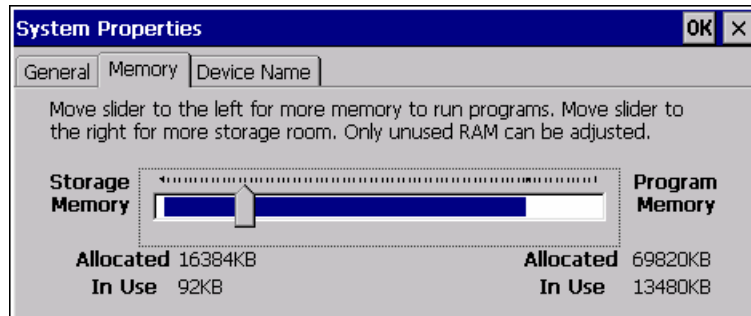 System Properties OK ×
General Memory Device Name
Move slider to the left for more memory to run programs. Move slider to
the right for more storage room. Only unused RAM can be adjusted.
Storage Memory
Program Memory
Allocated 16384KB
In Use 92KB
Allocated 69820KB
In Use 13480KB